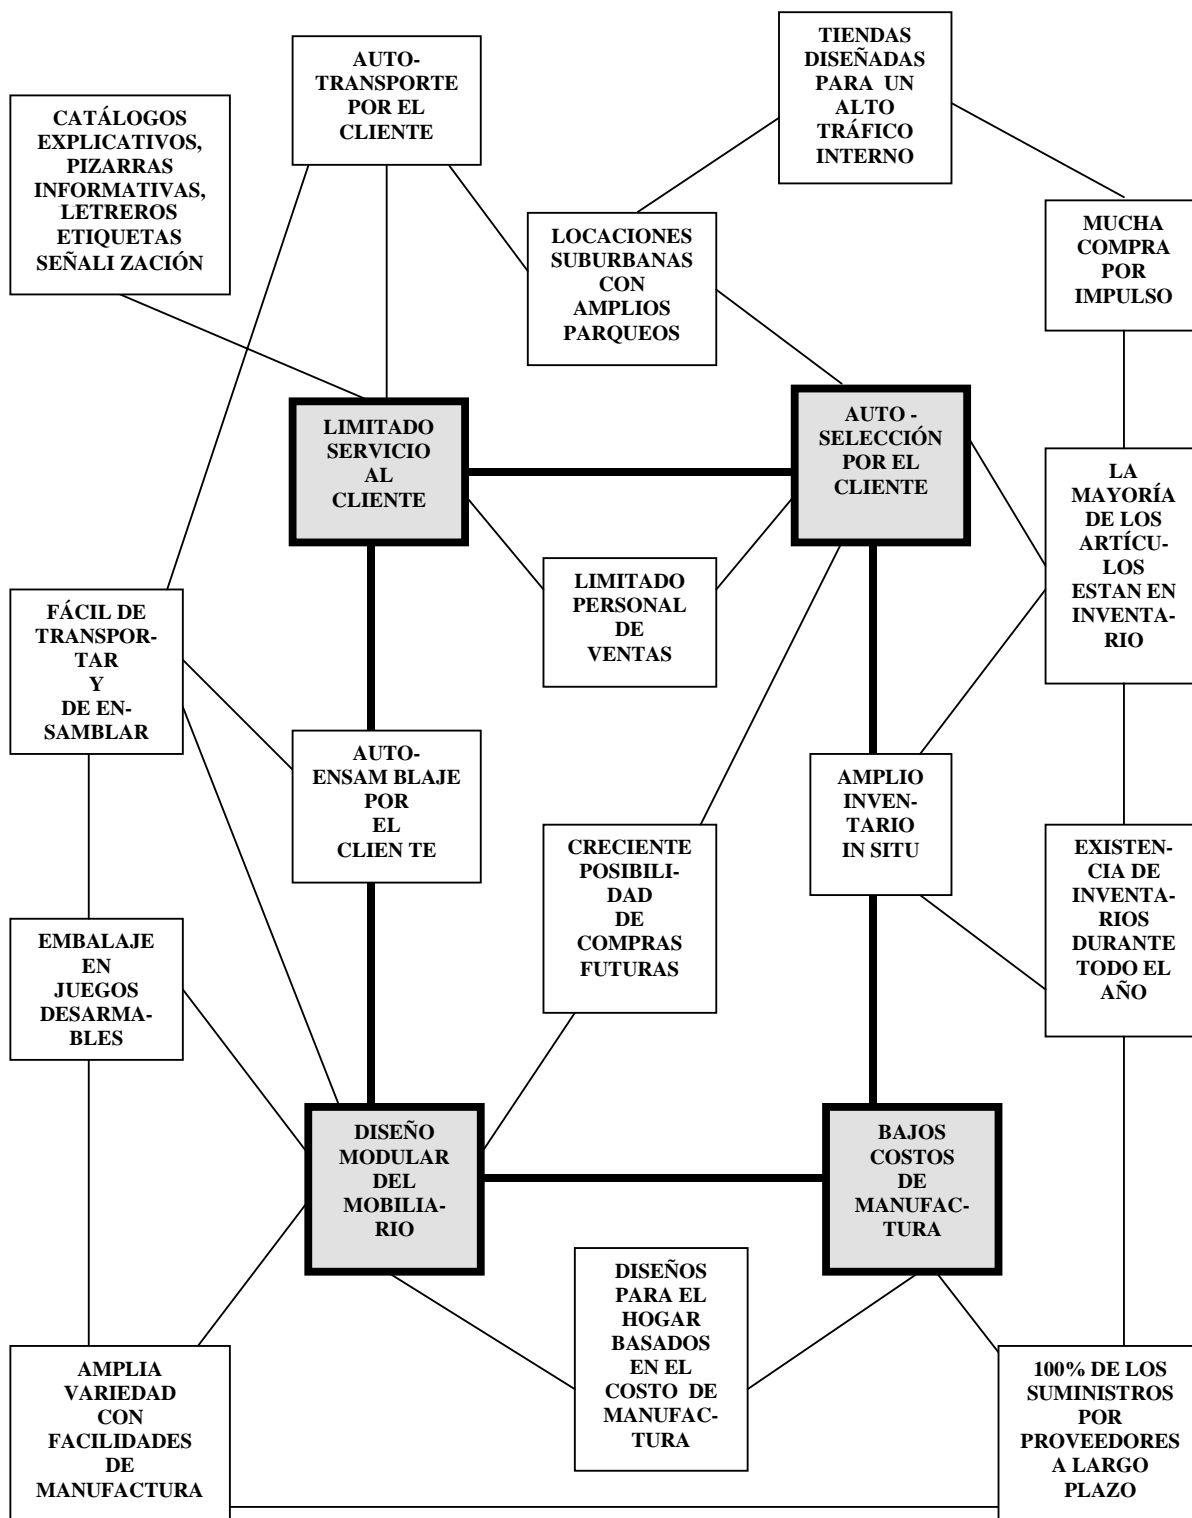 TIENDAS
DISEÑADAS
PARA UN
ALTO
TRÁFICO
INTERNO
AUTO-
TRANSPORTE
POR EL
CLIENTE
CATÁLOGOS
EXPLICATIVOS,
PIZARRAS
INFORMATIVAS,
LETREROS
ETIQUETAS
SEÑALI ZACIÓN
LOCACIONES
SUBURBANAS
CON
AMPLIOS
PARQUEOS
MUCHA
COMPRA
POR
IMPULSO
LIMITADO
SERVICIO
AL
CLIENTE
AUTO -
SELECCIÓN
POR EL
CLIENTE
LA
MAYORÍA
DE LOS
ARTÍCU-
LOS
ESTAN EN
INVENTA-
RIO
LIMITADO
PERSONAL
DE
VENTAS
FÁCIL DE
TRANSPOR-
TAR
Y
DE EN-
SAMBLAR
AUTO-
ENSAM BLAJE
POR
EL
CLIEN TE
AMPLIO
INVEN-
TARIO
IN SITU
CRECIENTE
POSIBILI-
DAD
DE
COMPRAS
FUTURAS
EXISTEN-
CIA DE
INVENTA-
RIOS
DURANTE
TODO EL
AÑO
EMBALAJE
EN
JUEGOS
DESARMA-
BLES
DISEÑO
MODULAR
DEL
MOBILIA-
RIO
BAJOS
COSTOS
DE
MANUFAC-
TURA
DISEÑOS
PARA EL
HOGAR
BASADOS
EN EL
COSTO DE
MANUFAC-
TURA
AMPLIA
VARIEDAD
CON
FACILIDADES
DE
MANUFACTURA
100% DE LOS
SUMINISTROS
POR
PROVEEDORES
A LARGO
PLAZO